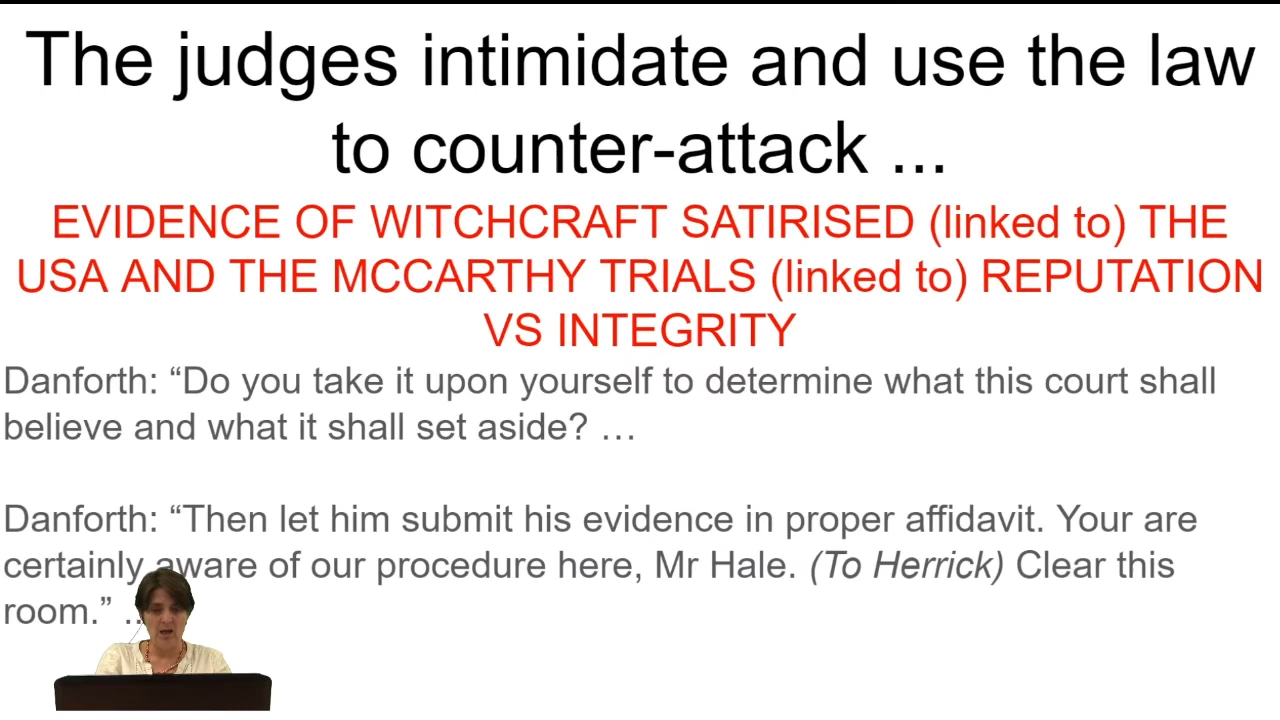 The judges intimidate and use the law
to counter-attack ...
EVIDENCE OF WITCHCRAFT SATIRISED (linked to) THE
USA AND THE MCCARTHY TRIALS (linked to) REPUTATION
VS INTEGRITY
Danforth: “Do you take it upon yourself to determine what this court shall
believe and what it shall set aside? …
Danforth: “Then let him submit his evidence in proper affidavit. Your are
certainly aware of our procedure here, Mr Hale. (To Herrick) Clear this
room.” ..